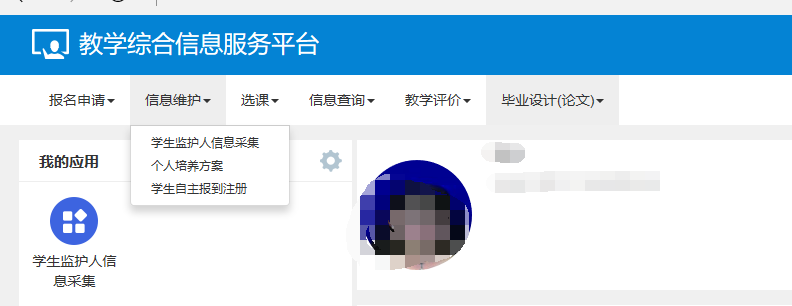 教学综合信息服务平台
报名申请 信息维护 选课 信息查询 教学评价 毕业设计(论文)
学生监护人信息采集
个人培养方案
学生自主报到注册
我的应用
学生监护人信
息采集